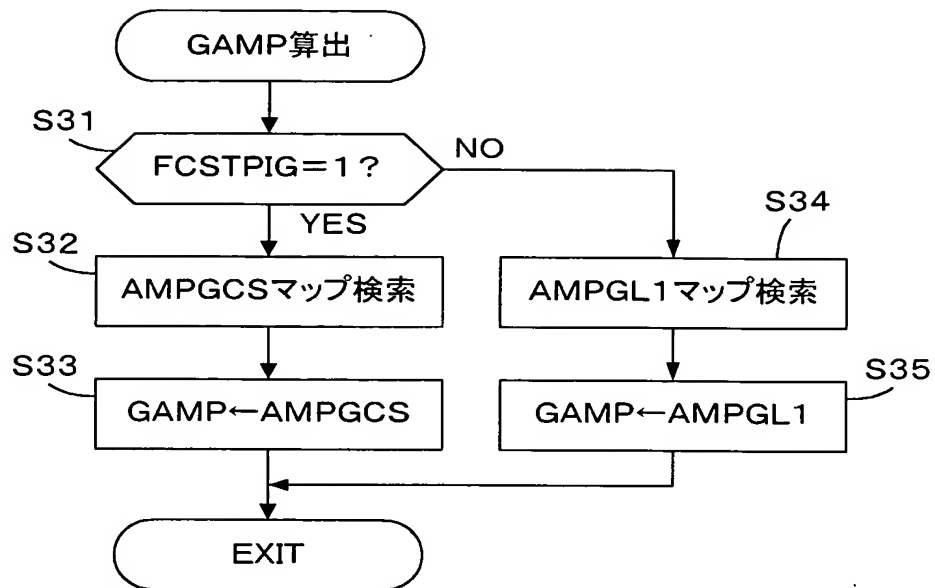 GAMP算出
S31
FCSTPIG=1?
NO
YES
S32
AMPGCSマップ検索
S34
AMPGL1マップ検索
S33
GAMP←AMPGCS
S35
GAMP←AMPGL1
EXIT